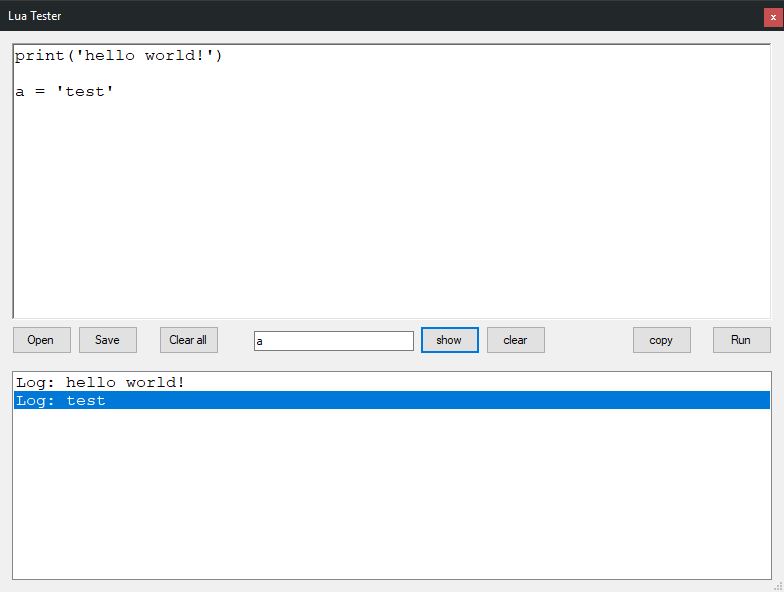 Lua Tester
x
print('hello world!')
a = 'test'
Open Save Clear all a show clear copy Run
Log: hello world!
Log: test